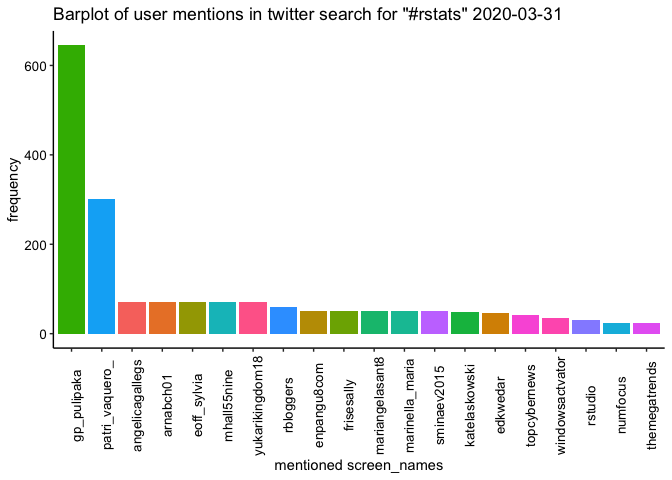 Barplot of user mentions in twitter search for "#rstats" 2020-03-31
frequency
600
400
200
0
gp_pulipaka
patri_vaquero_
angelicagallegs
arnabch01
eoff_sylvia
mhall55nine
yukarikingdom18
rbloggers
enpangu8com
frisesally
mariangelasant8
marinella_maria
sminaev2015
katelaskowski
edkwedar
topcybernews
windowsactvator
rstudio
numfocus
themegatrends
mentioned screen_names